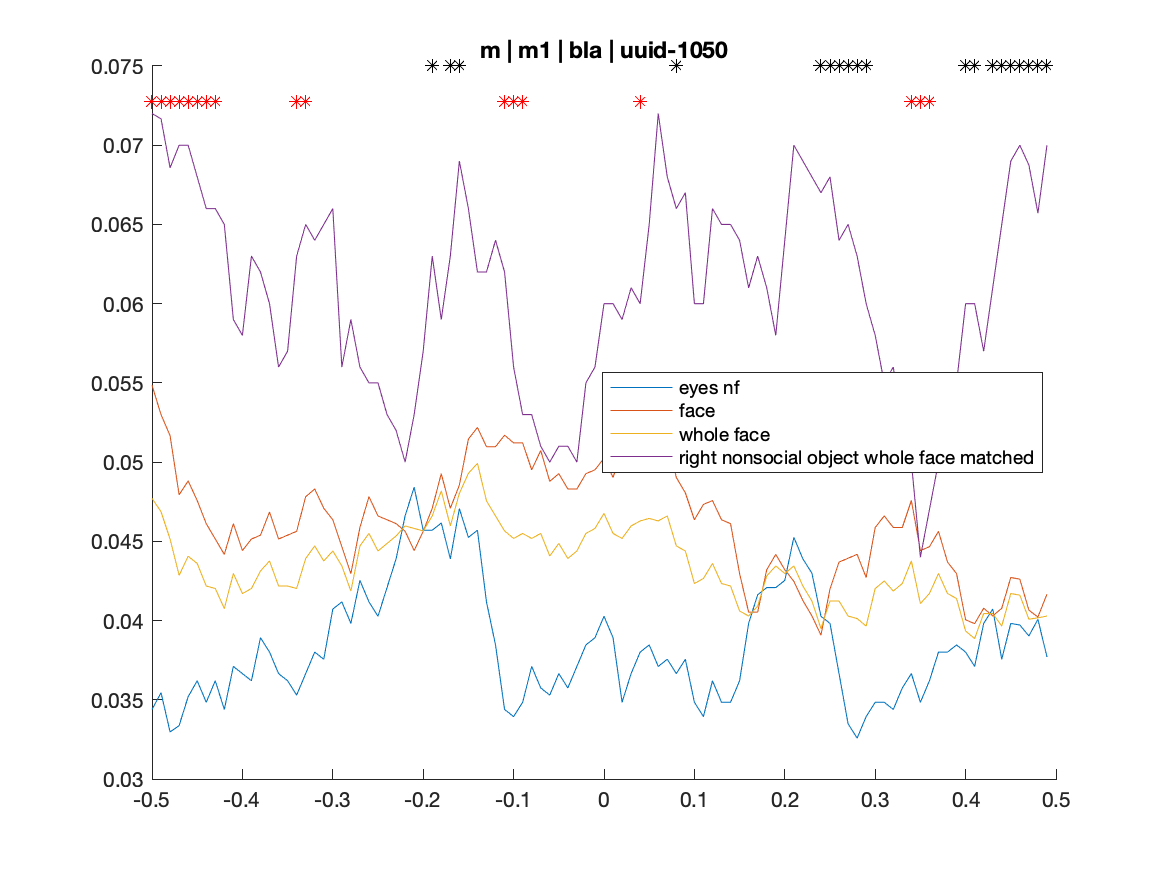 m | m1 | bla | uuid-1050
0.075
0.07
0.065
0.06
0.055
0.05
0.045
0.04
0.035
0.03
eyes nf
face
whole face
right nonsocial object whole face matched
-0.5 -0.4 -0.3 -0.2 -0.1 0 0.1 0.2 0.3 0.4 0.5